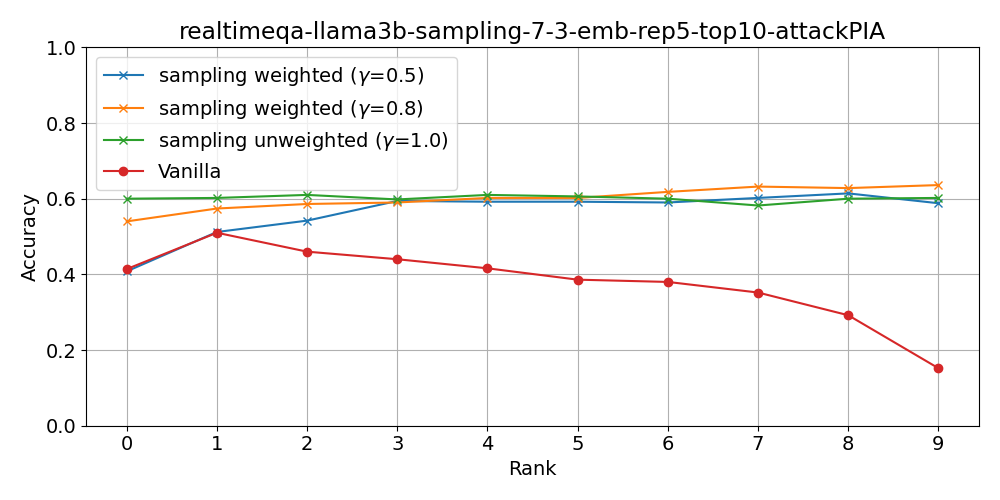 realtimeqa-llama3b-sampling-7-3-emb-rep5-top10-attackPIA
sampling weighted (γ=0.5)
sampling weighted (γ=0.8)
sampling unweighted (γ=1.0)
Vanilla
Accuracy
1.0
0.8
0.6
0.4
0.2
0.0
0 1 2 3 4 5 6 7 8 9
Rank